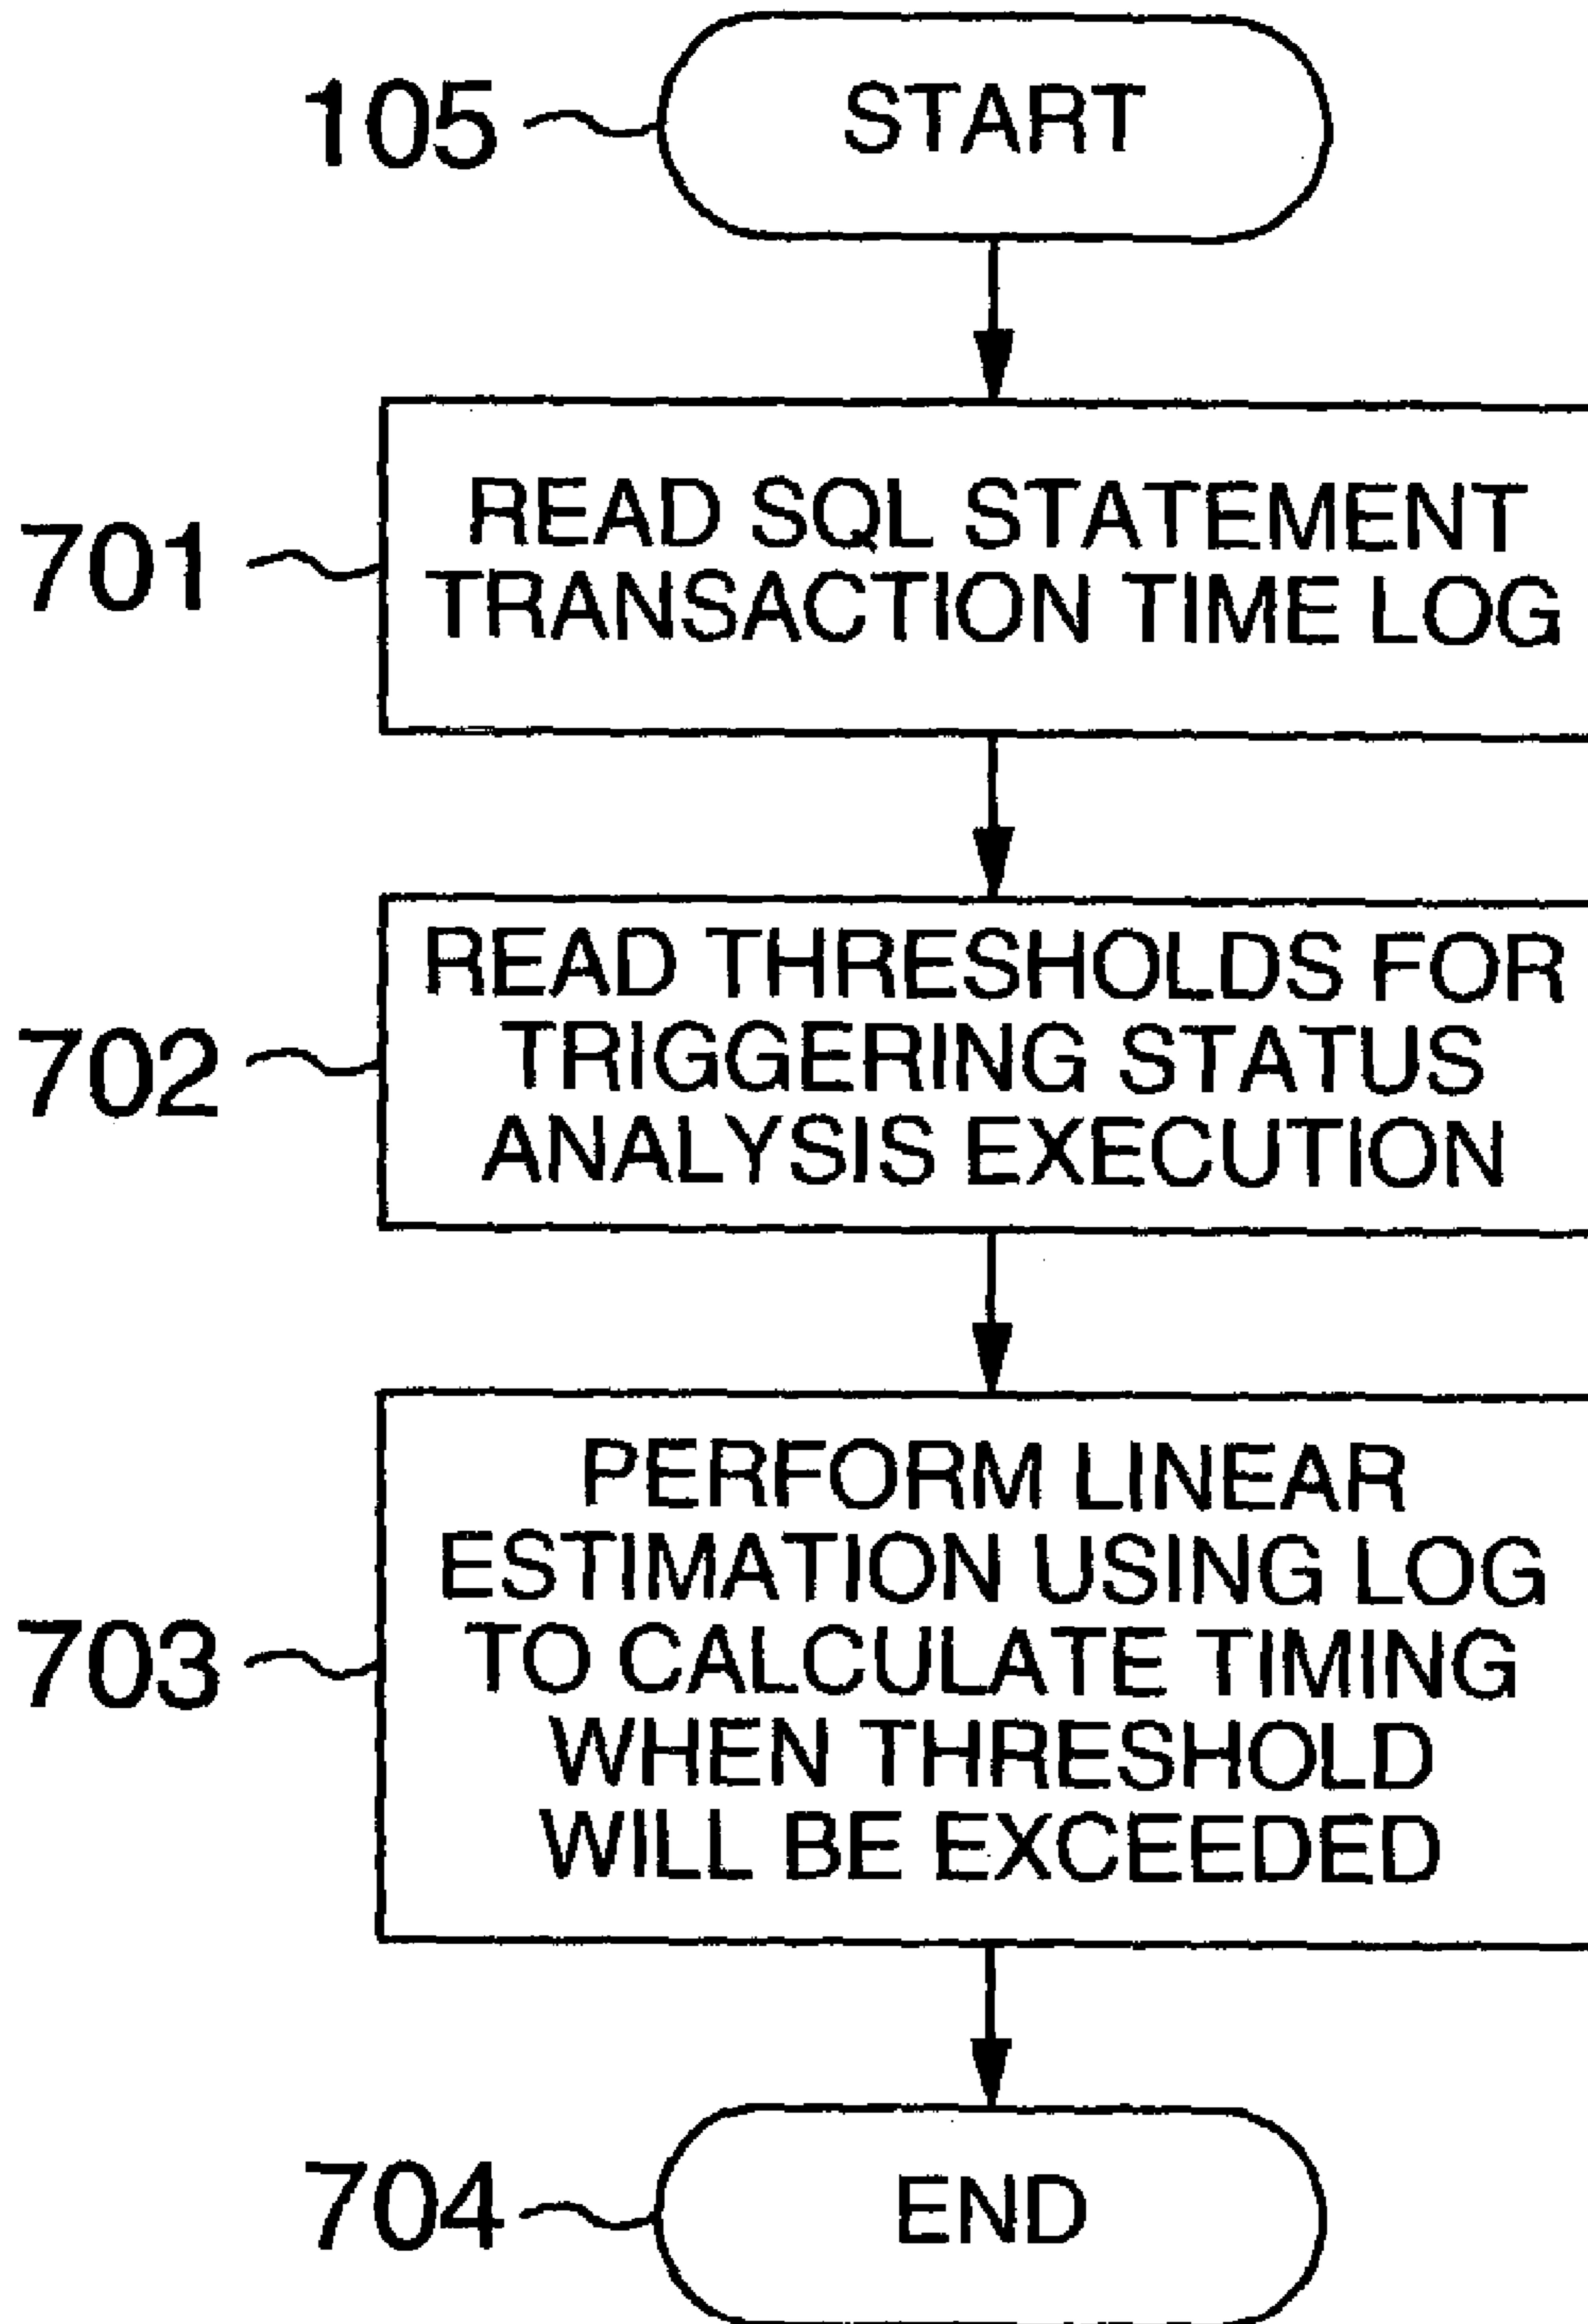 105
START
701
READ SQL STATEMENT
TRANSACTION TIME LOG
702
READ THRESHOLDS FOR
TRIGGERING STATUS
ANALYSIS EXECUTION
703
PERFORM LINEAR
ESTIMATION USING LOG
TO CALCULATE TIMING
WHEN THRESHOLD
WILL BE EXCEEDED
704
END